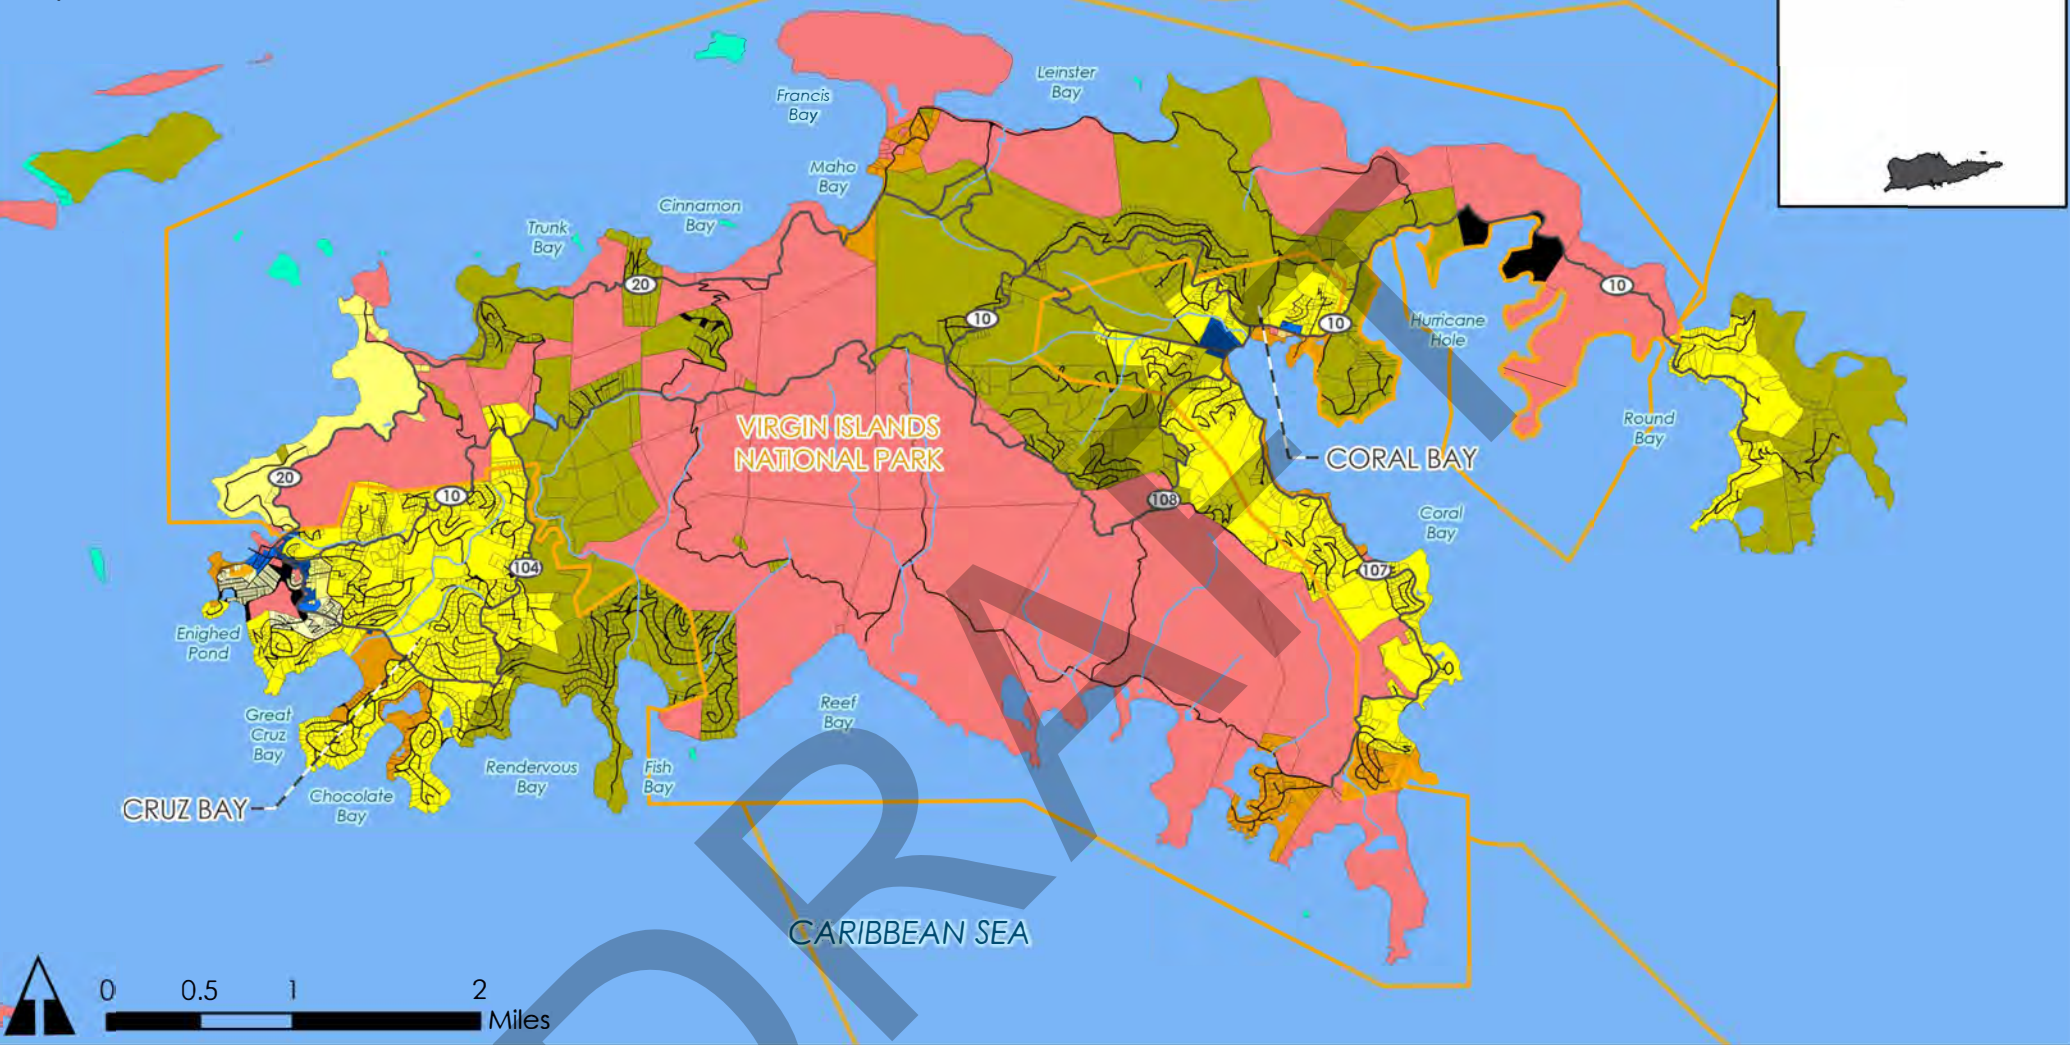 Leinster
Bay
Francis
Bay
Maho
Bay
Cinnamon
Bay
Trunk
Bay
20
10
10
10
Hurricane
Hole
VIRGIN ISLANDS
NATIONAL PARK
Round
Bay
CORAL BAY
20
10
108
Coral
Bay
104
107
Enighed
Pond
Great
Cruz
Bay
Reef
Bay
Rendervous
Bay
Fish
Bay
Chocolate
Bay
CRUZ BAY
CARIBBEAN SEA
DRAFT
0 0.5 1 2
Miles